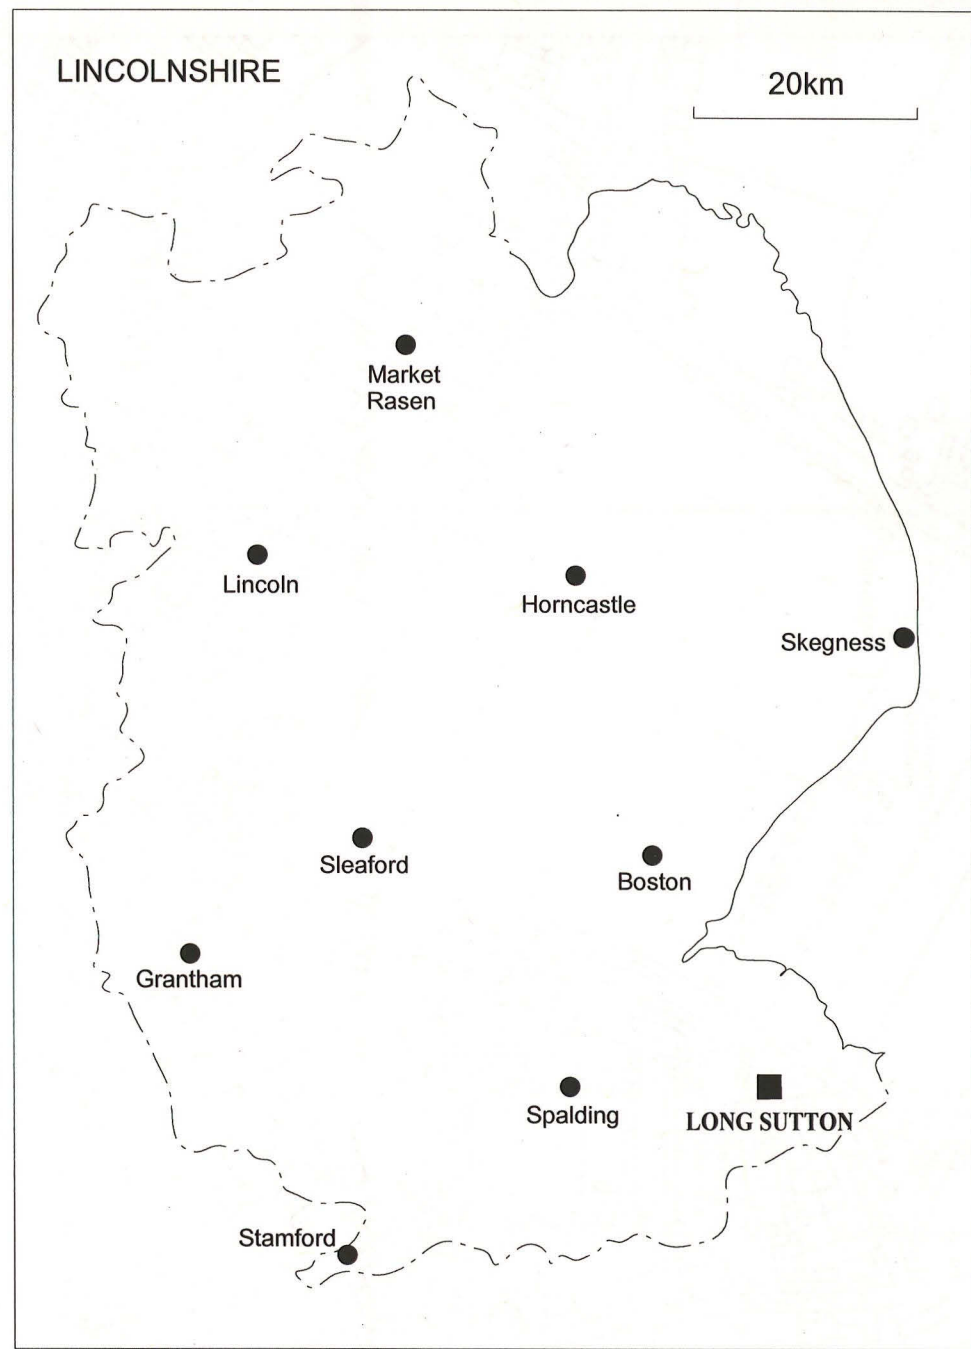 LINCOLNSHIRE
20km
Market
Rasen
Lincoln
Horncastle
Skegness
Sleaford
Boston
Grantham
Spalding
LONG SUTTON
Stamford